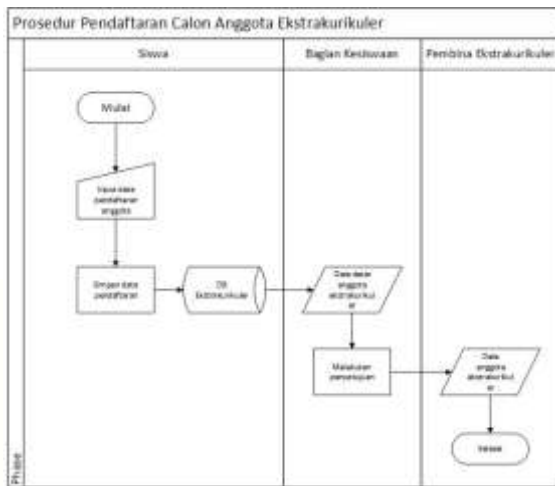 Prosedur Pendaftaran Calon Anggota Ekstrakurikuler
Siswa
Bagian Kesiswaan
Pembina Ekstrakurikuler
Mulai
Input data
pendaftaran
anggota
Simpan data
pendaftaran
DB
Ekstrakurikuler
Data
anggota
ekstrakurikul
er
Melakukan
persetujuan
Data
anggota
ekstrakurikul
er
Selesai
Phase